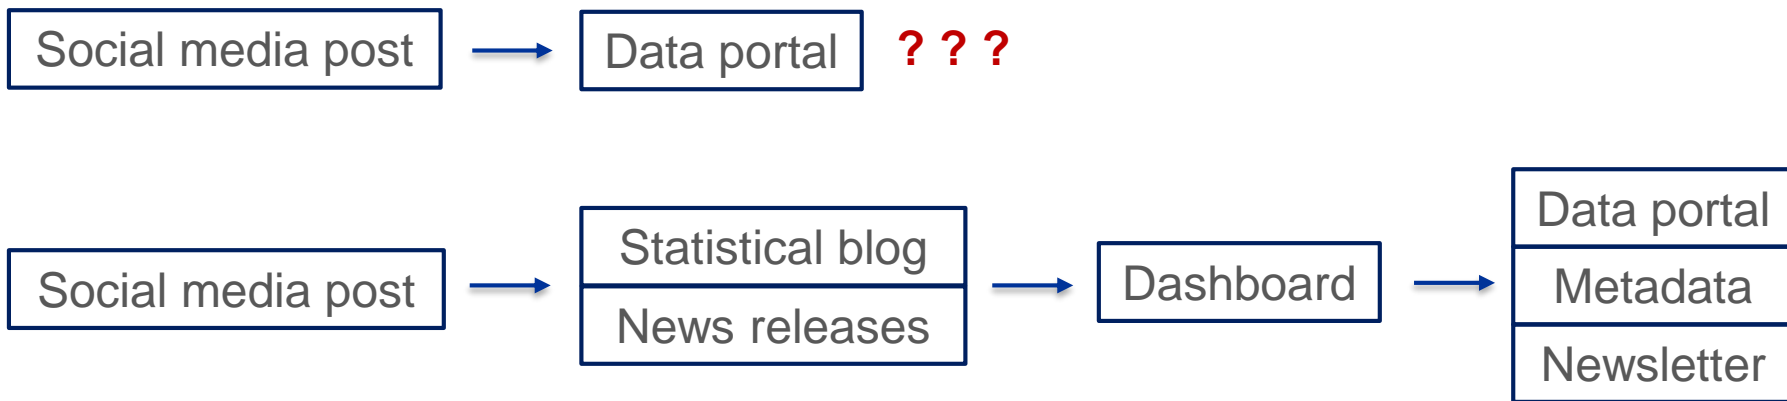 Social media post
Data portal
? ? ?
Social media post
Statistical blog
News releases
Dashboard
Data portal
Metadata
Newsletter